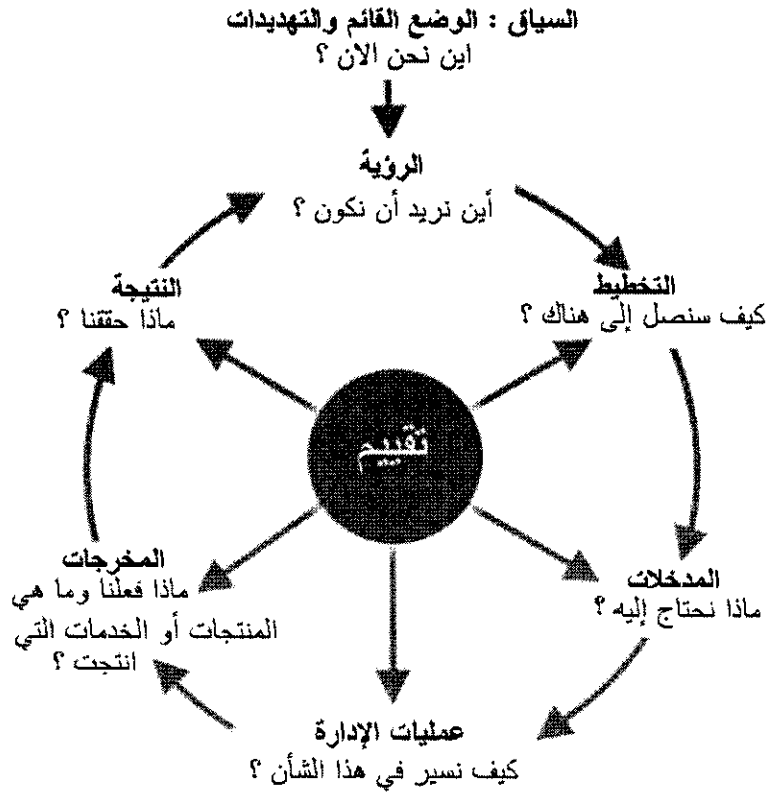 السياق : الوضع القائم والتهديدات
اين نحن الان ؟
الرؤية
أين نريد أن نكون ؟
التخطيط
كيف سنصل إلى هناك ؟
المدخلات
ماذا نحتاج إليه ؟
عمليات الإدارة
كيف نسير في هذا الشأن ؟
المخرجات
ماذا فعلنا وما هي
المنتجات أو الخدمات التي
انتجت ؟
النتيجة
ماذا حققنا ؟
تقييم